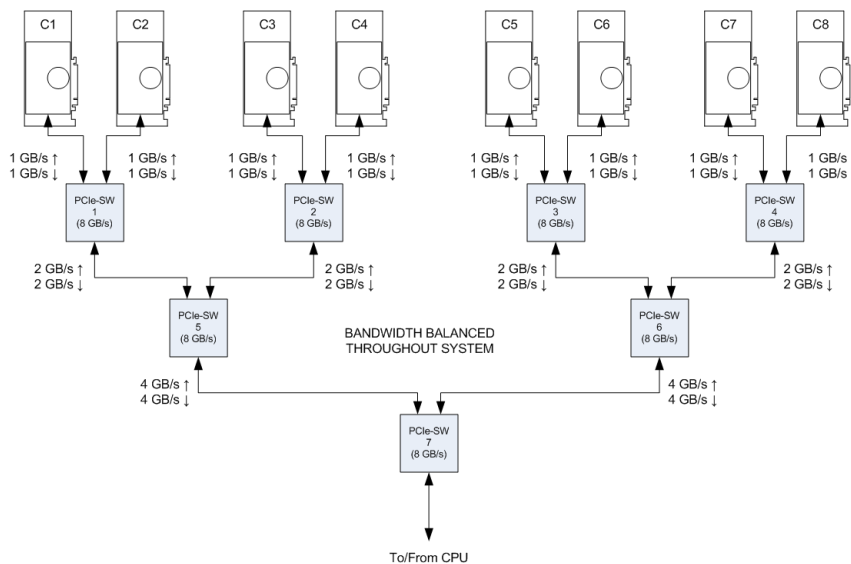 C1
C2
C3
C4
C5
C6
C7
C8
1 GB/s ↑
1 GB/s ↓
1 GB/s ↑
1 GB/s ↓
1 GB/s ↑
1 GB/s ↓
1 GB/s ↑
1 GB/s ↓
1 GB/s ↑
1 GB/s ↓
1 GB/s ↑
1 GB/s ↓
1 GB/s ↑
1 GB/s ↓
1 GB/s
1 GB/s
PCIe-SW
1
(8 GB/s)
PCIe-SW
2
(8 GB/s)
PCIe-SW
3
(8 GB/s)
PCIe-SW
4
(8 GB/s)
2 GB/s ↑
2 GB/s ↓
2 GB/s ↑
2 GB/s ↓
2 GB/s ↑
2 GB/s ↓
2 GB/s ↑
2 GB/s ↓
PCIe-SW
5
(8 GB/s)
BANDWIDTH BALANCED
THROUGHOUT SYSTEM
PCIe-SW
6
(8 GB/s)
4 GB/s ↑
4 GB/s ↓
4 GB/s ↑
4 GB/s ↓
PCIe-SW
7
(8 GB/s)
To/From CPU